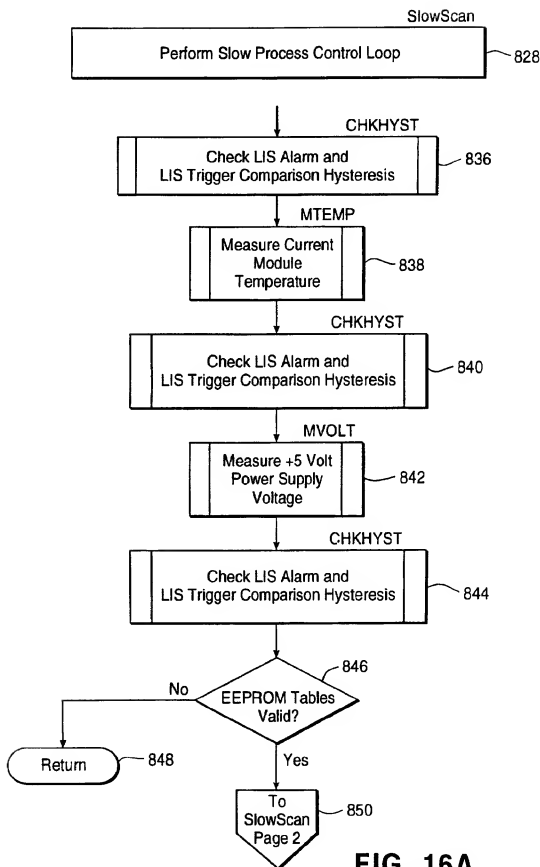 SlowScan
Perform Slow Process Control Loop
828
CHKHYST
Check LIS Alarm and
LIS Trigger Comparison Hysteresis
836
MTEMP
Measure Current
Module
Temperature
838
CHKHYST
Check LIS Alarm and
LIS Trigger Comparison Hysteresis
840
MVOLT
Measure +5 Volt
Power Supply
Voltage
842
CHKHYST
Check LIS Alarm and
LIS Trigger Comparison Hysteresis
844
846
No
EEPROM Tables
Valid?
Return
848
Yes
To
SlowScan
Page 2
850
FIG. 16A